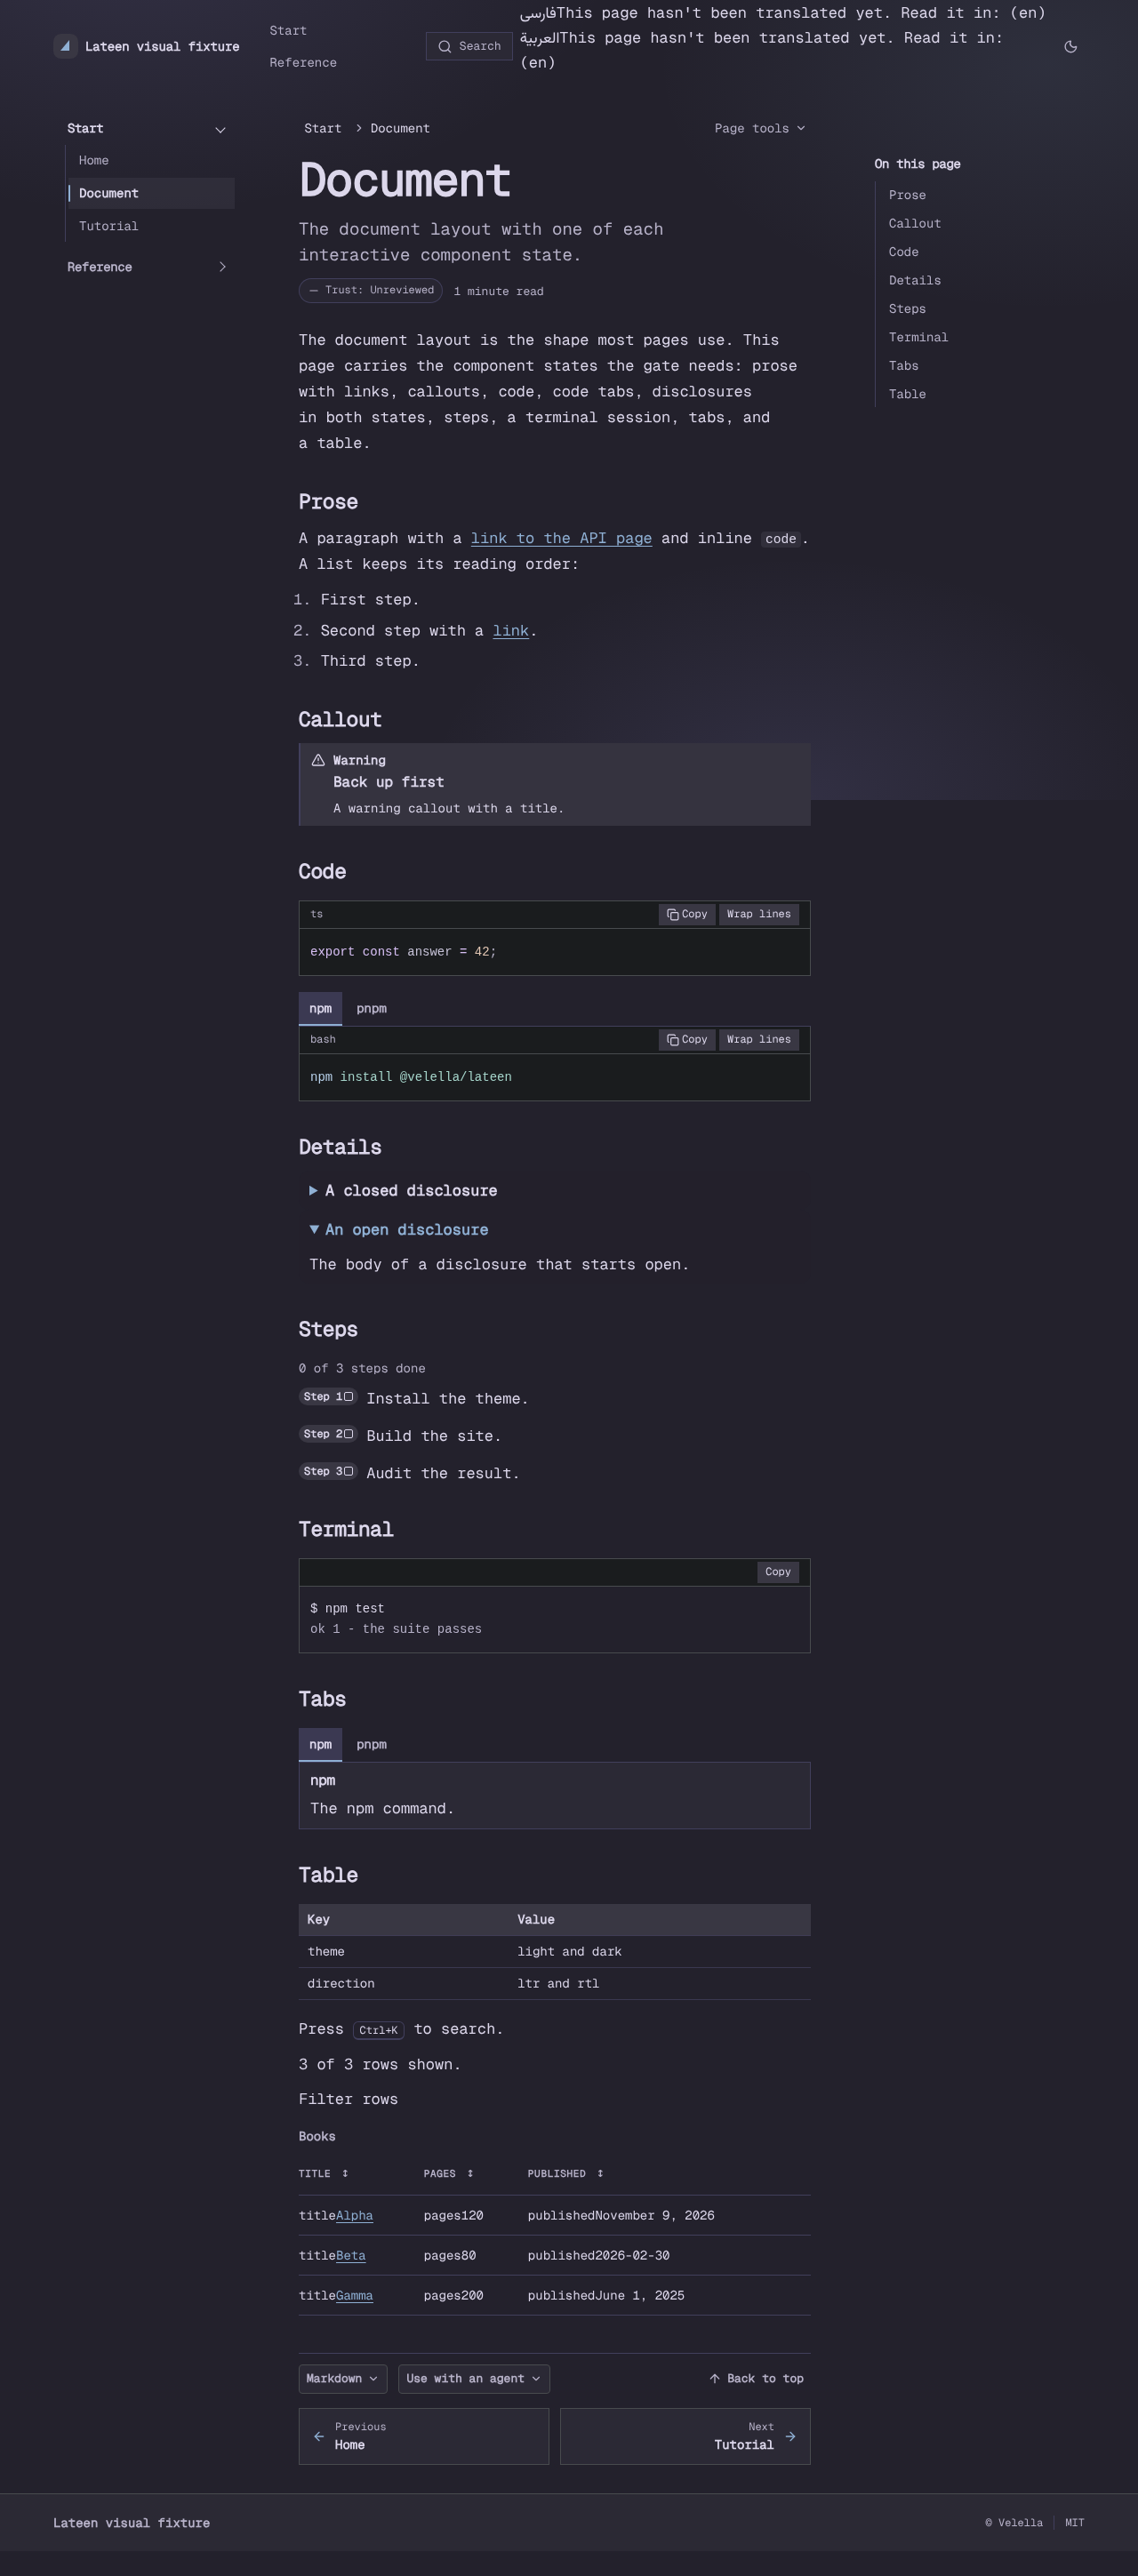 Lateen visual fixture
Start
Reference
Search
فارسیThis page hasn't been translated yet. Read it in: (en)
العربيةThis page hasn't been translated yet. Read it in:
(en)
Start
Home
Document
Tutorial
Reference
Start > Document
Page tools
Document
The document layout with one of each
interactive component state.
— Trust: Unreviewed
1 minute read
On this page
Prose
Callout
Code
Details
Steps
Terminal
Tabs
Table
The document layout is the shape most pages use. This
page carries the component states the gate needs: prose
with links, callouts, code, code tabs, disclosures
in both states, steps, a terminal session, tabs, and
a table.
Prose
A paragraph with a link to the API page and inline code.
A list keeps its reading order:
1. First step.
2. Second step with a link.
3. Third step.
Callout
Warning
Back up first
A warning callout with a title.
Code
ts
Copy
Wrap lines
export const answer = 42;
npm pnpm
bash
Copy
Wrap lines
npm install @velella/lateen
Details
A closed disclosure
An open disclosure
The body of a disclosure that starts open.
Steps
0 of 3 steps done
Step 1 Install the theme.
Step 2 Build the site.
Step 3 Audit the result.
Terminal
Copy
$ npm test
ok 1 - the suite passes
Tabs
npm pnpm
npm
The npm command.
Table
Key Value
theme light and dark
direction ltr and rtl
Press Ctrl+K to search.
3 of 3 rows shown.
Filter rows
Books
TITLE ↕ PAGES ↕ PUBLISHED ↕
titleAlpha pages120 publishedNovember 9, 2026
titleBeta pages80 published2026-02-30
titleGamma pages200 publishedJune 1, 2025
Markdown
Use with an agent
↑ Back to top
← Previous
Home
Next →
Tutorial
Lateen visual fixture
© Velella | MIT